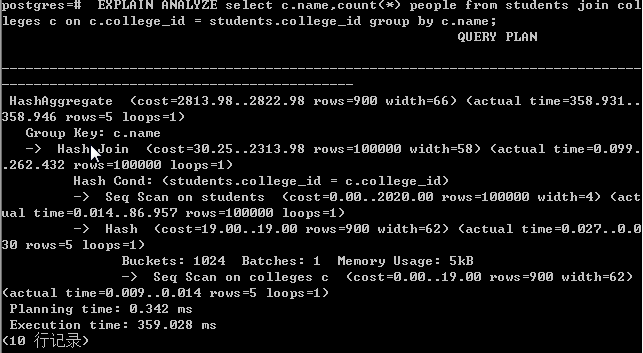 postgres=#  EXPLAIN ANALYZE select c.name,count(*) people from students join col
leges c on c.college_id = students.college_id group by c.name;
QUERY PLAN
--------------------------------------------------------------------------------
--------------------------------------------
HashAggregate  (cost=2813.98..2822.98 rows=900 width=66) (actual time=358.931..
358.946 rows=5 loops=1)
Group Key: c.name
->  Hash Join  (cost=30.25..2313.98 rows=100000 width=58) (actual time=0.099.
.262.432 rows=100000 loops=1)
Hash Cond: (students.college_id = c.college_id)
->  Seq Scan on students  (cost=0.00..2020.00 rows=100000 width=4) (act
ual time=0.014..86.957 rows=100000 loops=1)
->  Hash  (cost=19.00..19.00 rows=900 width=62) (actual time=0.027..0.0
30 rows=5 loops=1)
Buckets: 1024  Batches: 1  Memory Usage: 5kB
->  Seq Scan on colleges c  (cost=0.00..19.00 rows=900 width=62)
(actual time=0.009..0.014 rows=5 loops=1)
Planning time: 0.342 ms
Execution time: 359.028 ms
(10 行记录)